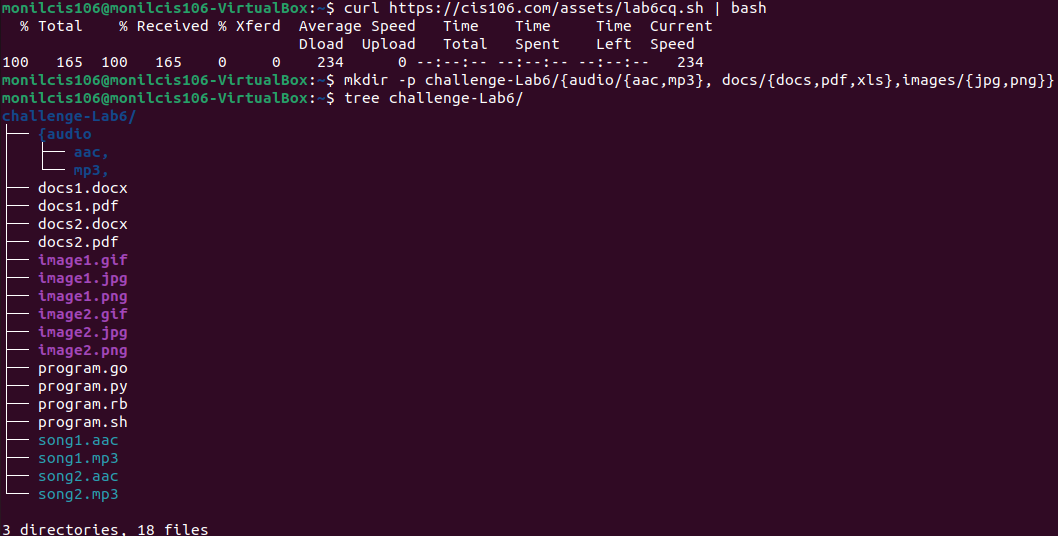 monilcis106@monilcis106-VirtualBox:~$ curl https://cis106.com/assets/lab6cq.sh | bash
  % Total    % Received % Xferd  Average Speed   Time    Time     Time  Current
                                 Dload  Upload   Total   Spent    Left  Speed
100   165  100   165    0     0    234      0 --:--:-- --:--:-- --:--:--   234
monilcis106@monilcis106-VirtualBox:~$ mkdir -p challenge-Lab6/{audio/{aac,mp3}, docs/{docs,pdf,xls},images/{jpg,png}}
monilcis106@monilcis106-VirtualBox:~$ tree challenge-Lab6/
challenge-Lab6/
├── {audio
│   ├── aac,
│   └── mp3,
├── docs1.docx
├── docs1.pdf
├── docs2.docx
├── docs2.pdf
├── image1.gif
├── image1.jpg
├── image1.png
├── image2.gif
├── image2.jpg
├── image2.png
├── program.go
├── program.py
├── program.rb
├── program.sh
├── song1.aac
├── song1.mp3
├── song2.aac
└── song2.mp3
3 directories, 18 files